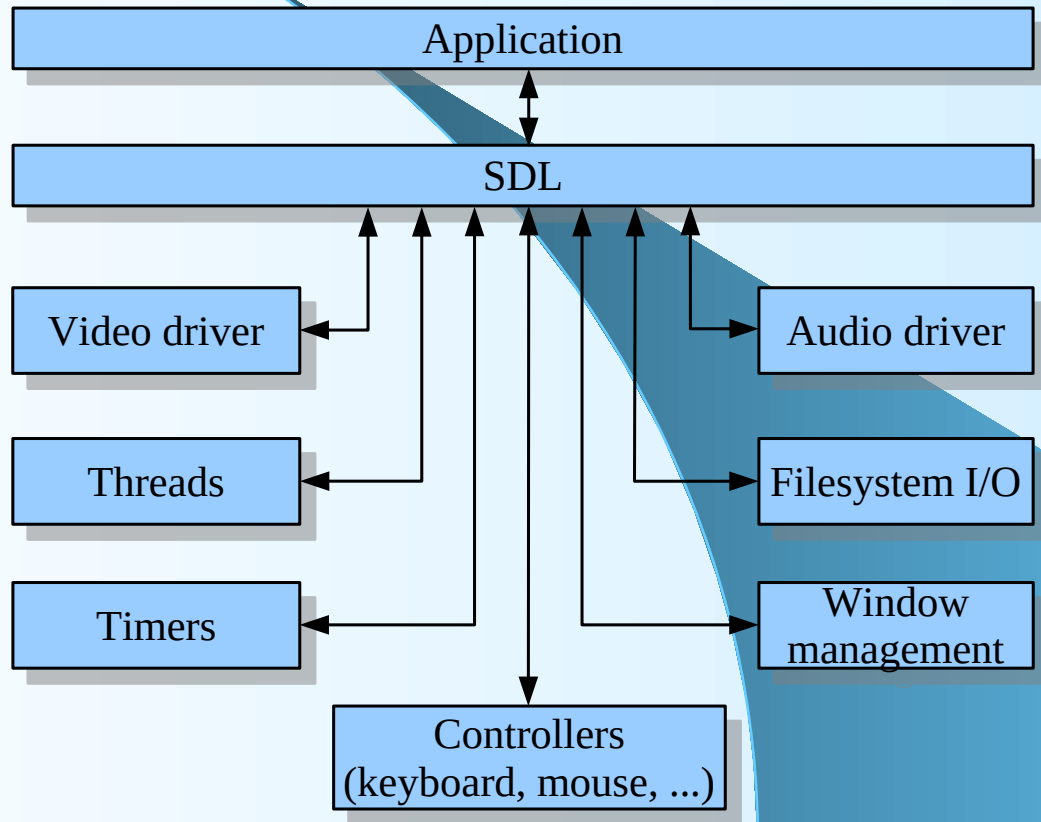 Application
SDL
Video driver
Audio driver
Threads
Filesystem I/O
Timers
Window
management
Controllers
(keyboard, mouse, ...)